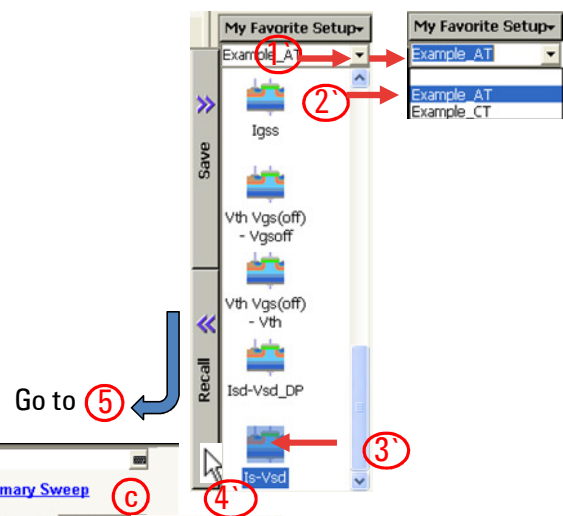 My Favorite Setup
Example_AT
1`
2`
Igss
Save
Vth Vgs(off)
- Vgsoff
Vth Vgs(off)
- Vth
Recall
Isd-Vsd_DP
3`
Is-Vsd
4`
My Favorite Setup
Example_AT
Example_AT
Example_CT
Go to 5
mary Sweep
c